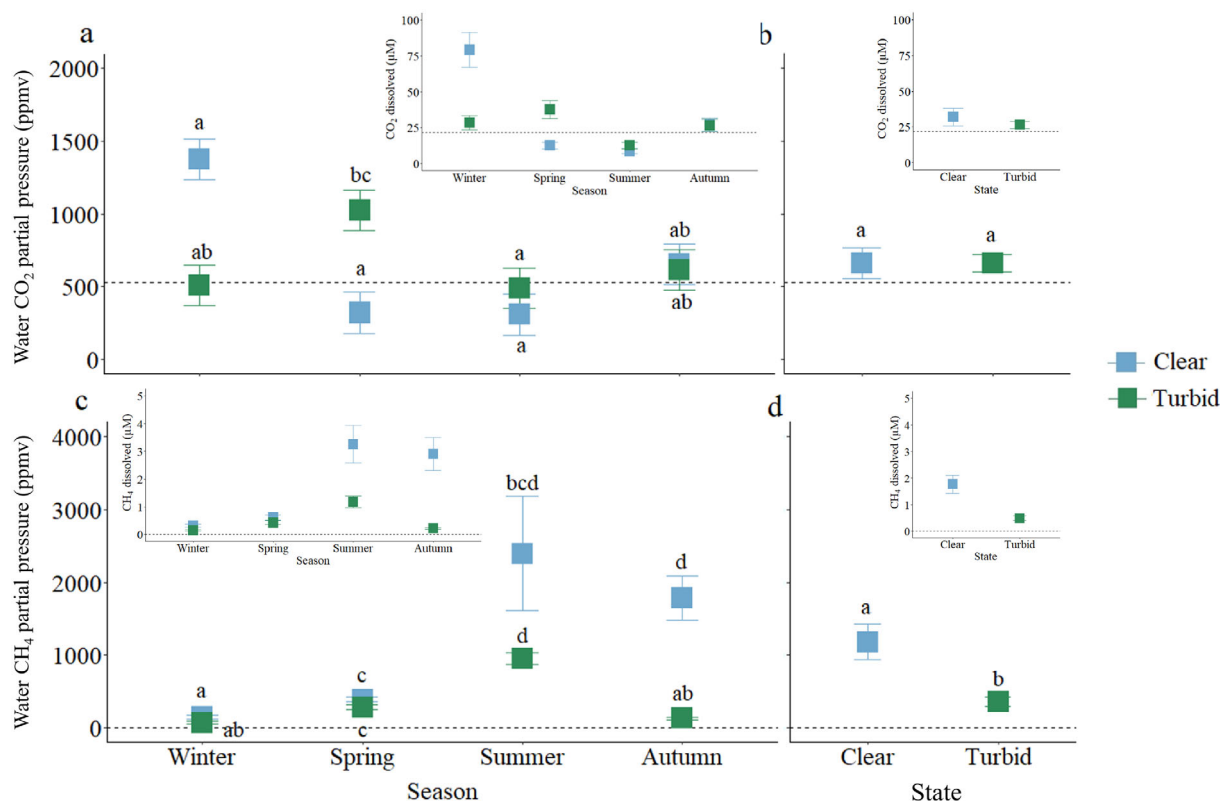 a
Water CO₂ partial pressure (ppmv)
2000
1500
1000
500
0
a
ab
bc
a
a
a
ab
ab
CO₂ dissolved (µM)
100
75
50
25
0
Winter Spring Summer Autumn
Season
b
a
a
CO₂ dissolved (µM)
100
75
50
25
0
Clear Turbid
State
Clear
Turbid
c
Water CH₄ partial pressure (ppmv)
4000
3000
2000
1000
0
a
ab
c
c
bcd
d
d
ab
Winter Spring Summer Autumn
Season
CH₄ dissolved (µM)
5
4
3
2
1
0
Winter Spring Summer Autumn
Season
d
a
b
Clear Turbid
State
CH₄ dissolved (µM)
5
4
3
2
1
0
Clear Turbid
State